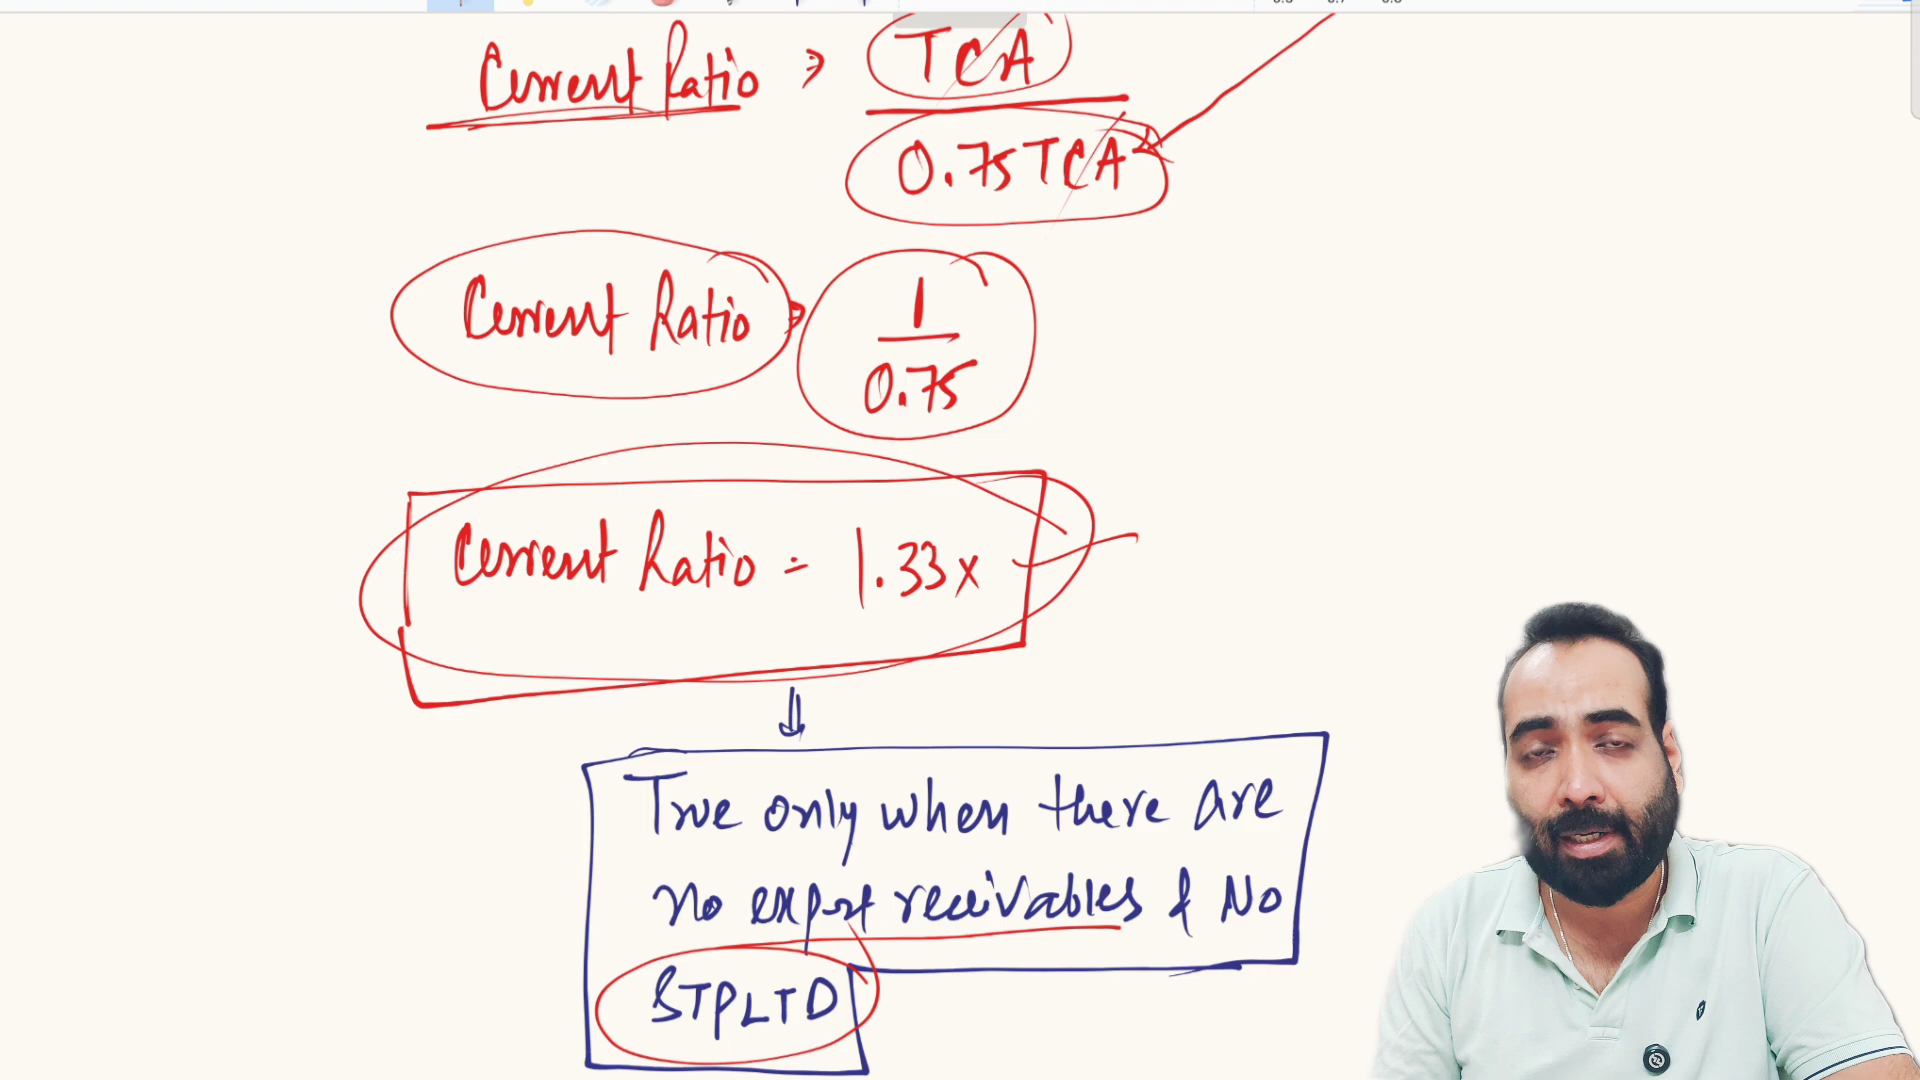 Current Ratio => TCA
0.75 TCA
Current Ratio => 1
0.75
Current Ratio = 1.33x
True only when there are
no export receivables & No
STPLTD